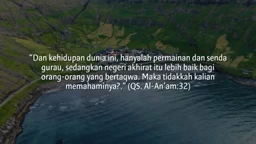 “Dan kehidupan dunia ini, hanyalah permainan dan senda
gurau, sedangkan negeri akhirat itu lebih baik bagi
orang-orang yang bertaqwa. Maka tidakkah kalian
memahaminya?.” (QS. Al-An’am:32)